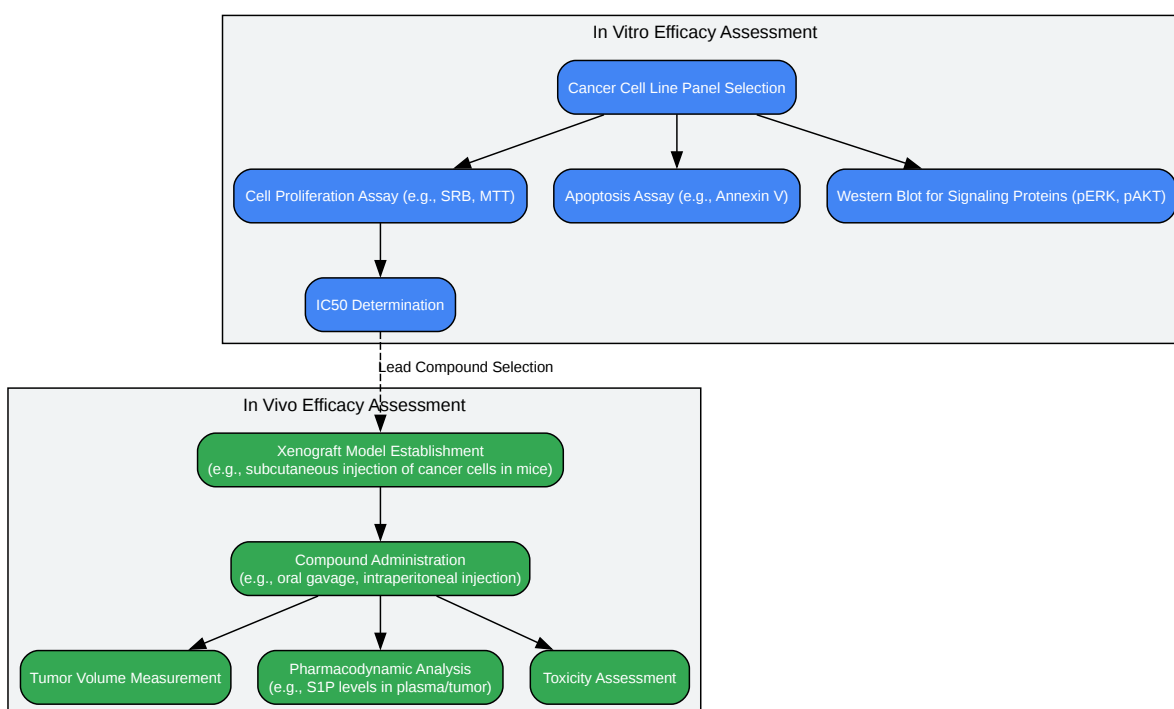 In Vitro Efficacy Assessment
Cancer Cell Line Panel Selection
Cell Proliferation Assay (e.g., SRB, MTT)
Apoptosis Assay (e.g., Annexin V)
Western Blot for Signaling Proteins (pERK, pAKT)
IC50 Determination
Lead Compound Selection
In Vivo Efficacy Assessment
Xenograft Model Establishment
(e.g., subcutaneous injection of cancer cells in mice)
Compound Administration
(e.g., oral gavage, intraperitoneal injection)
Tumor Volume Measurement
Pharmacodynamic Analysis
(e.g., S1P levels in plasma/tumor)
Toxicity Assessment